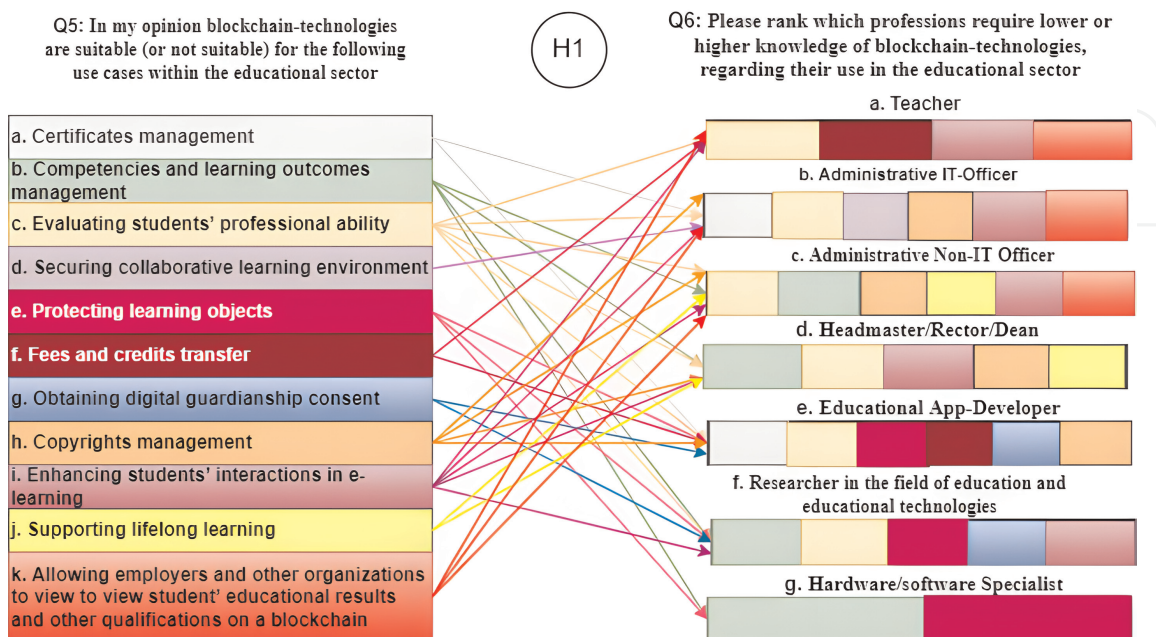 Q5: In my opinion blockchain-technologies
are suitable (or not suitable) for the following
use cases within the educational sector
H1
Q6: Please rank which professions require lower or
higher knowledge of blockchain-technologies,
regarding their use in the educational sector
a. Certificates management
b. Competencies and learning outcomes
management
c. Evaluating students' professional ability
d. Securing collaborative learning environment
e. Protecting learning objects
f. Fees and credits transfer
g. Obtaining digital guardianship consent
h. Copyrights management
i. Enhancing students' interactions in e-
learning
j. Supporting lifelong learning
k. Allowing employers and other organizations
to view to view student' educational results
and other qualifications on a blockchain
a. Teacher
b. Administrative IT-Officer
c. Administrative Non-IT Officer
d. Headmaster/Rector/Dean
e. Educational App-Developer
f. Researcher in the field of education and
educational technologies
g. Hardware/software Specialist